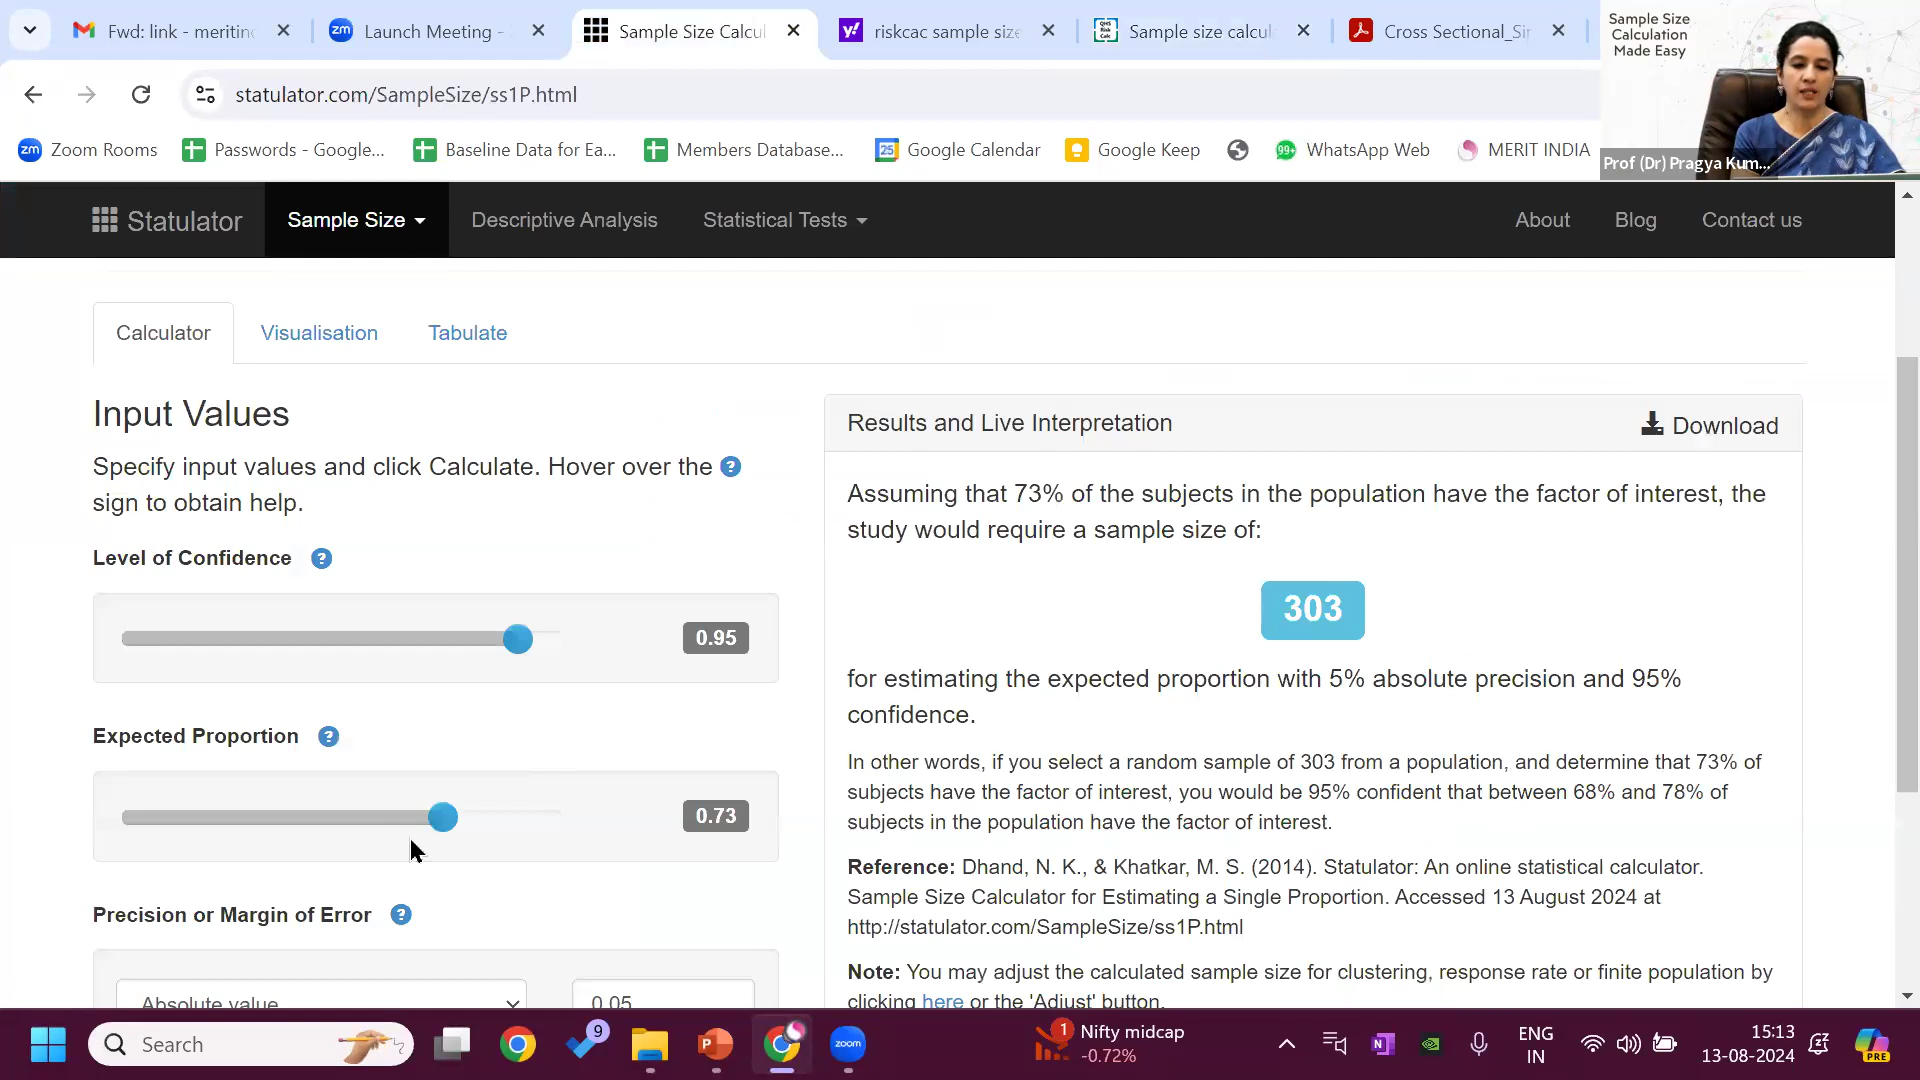 Fwd: link - meritind
Launch Meeting -
Sample Size Calcul
riskcac sample size
Sample size calcul
Cross Sectional_Sir
Sample Size
Calculation
Made Easy
statulator.com/SampleSize/ss1P.html
Zoom Rooms
Passwords - Google...
Baseline Data for Ea...
Members Database...
25
Google Calendar
Google Keep
99+
WhatsApp Web
MERIT INDIA
Prof (Dr) Pragya Kum...
Statulator
Sample Size
Descriptive Analysis
Statistical Tests
About
Blog
Contact us
Calculator
Visualisation
Tabulate
Input Values
Specify input values and click Calculate. Hover over the ?
sign to obtain help.
Level of Confidence ?
0.95
Expected Proportion ?
0.73
Precision or Margin of Error ?
Absolute value
0.05
Results and Live Interpretation
Download
Assuming that 73% of the subjects in the population have the factor of interest, the
study would require a sample size of:
303
for estimating the expected proportion with 5% absolute precision and 95%
confidence.
In other words, if you select a random sample of 303 from a population, and determine that 73% of
subjects have the factor of interest, you would be 95% confident that between 68% and 78% of
subjects in the population have the factor of interest.
Reference: Dhand, N. K., & Khatkar, M. S. (2014). Statulator: An online statistical calculator.
Sample Size Calculator for Estimating a Single Proportion. Accessed 13 August 2024 at
http://statulator.com/SampleSize/ss1P.html
Note: You may adjust the calculated sample size for clustering, response rate or finite population by
clicking here or the 'Adjust' button.
Search
9
zoom
1
Nifty midcap
-0.72%
ENG
IN
15:13
13-08-2024
PRE